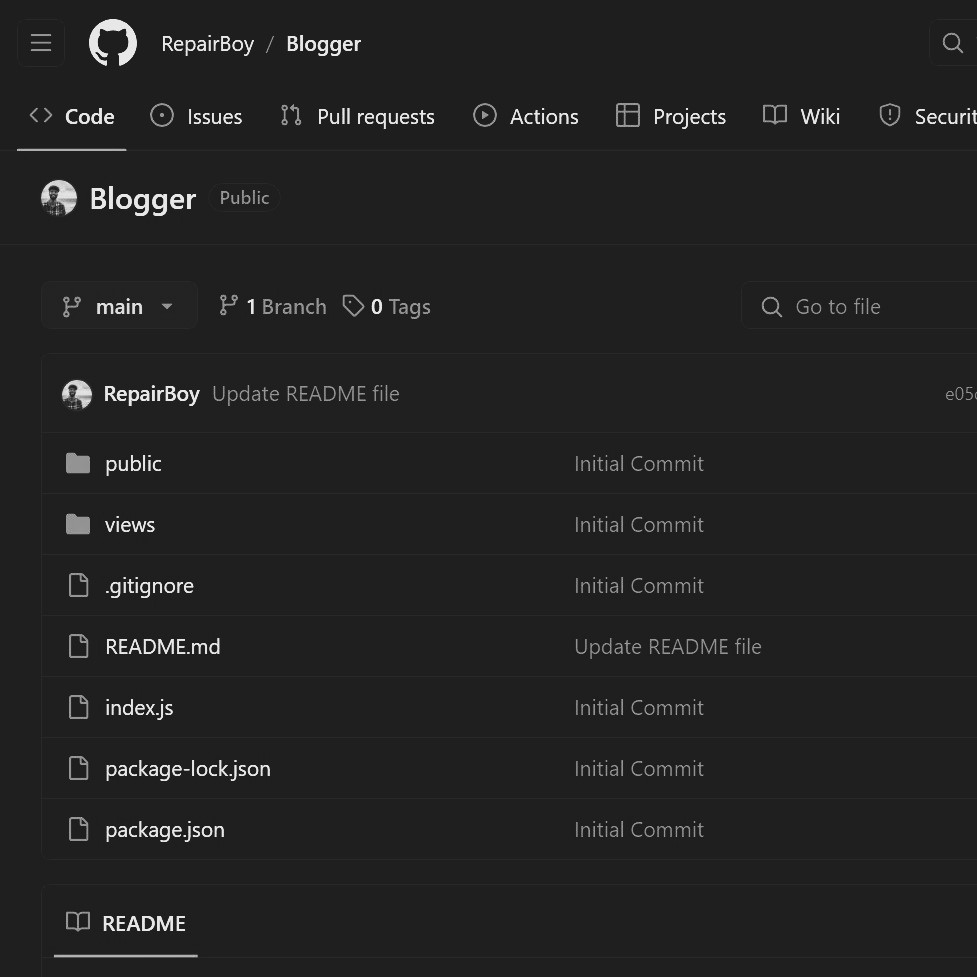 RepairBoy / Blogger
Code Issues Pull requests Actions Projects Wiki
Blogger Public
main 1 Branch 0 Tags Go to file
RepairBoy Update README file
public Initial Commit
views Initial Commit
.gitignore Initial Commit
README.md Update README file
index.js Initial Commit
package-lock.json Initial Commit
package.json Initial Commit
README